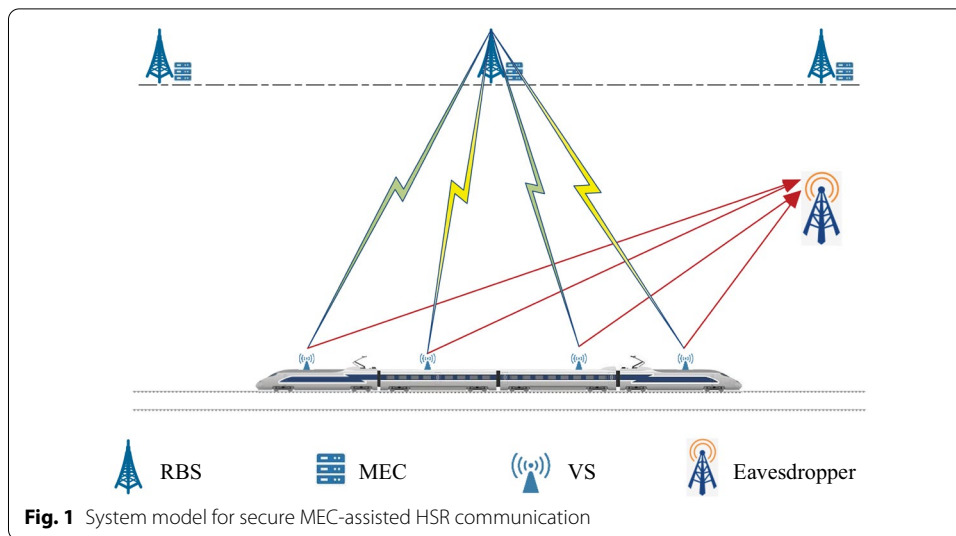 RBS
MEC
VS
Eavesdropper
Fig. 1 System model for secure MEC-assisted HSR communication